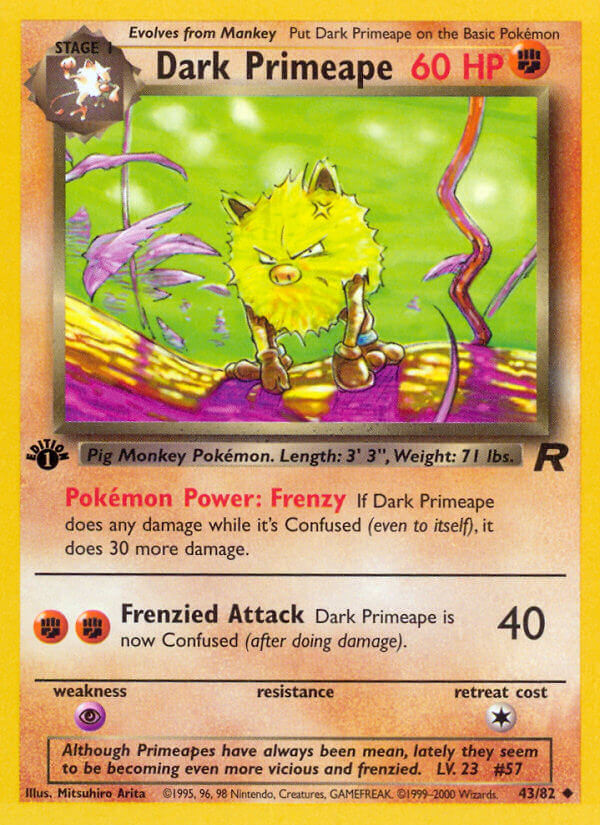 Evolves from Mankey Put Dark Primeape on the Basic Pokémon
STAGE 1
Dark Primeape 60 HP
EDITION
1
Pig Monkey Pokémon. Length: 3' 3", Weight: 71 lbs.
R
Pokémon Power: Frenzy If Dark Primeape
does any damage while it's Confused (even to itself), it
does 30 more damage.
Frenzied Attack Dark Primeape is
now Confused (after doing damage).
40
weakness resistance retreat cost
Although Primeapes have always been mean, lately they seem
to be becoming even more vicious and frenzied. LV. 23 #57
Illus. Mitsuhiro Arita ©1995, 96, 98 Nintendo, Creatures, GAMEFREAK. ©1999–2000 Wizards. 43/82 ◆